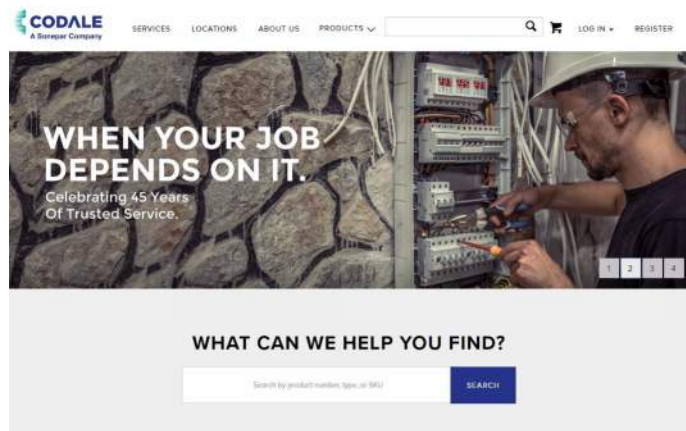 CODALE
A Sonepar Company
SERVICES
LOCATIONS
ABOUT US
PRODUCTS
LOG IN
REGISTER
WHEN YOUR JOB
DEPENDS ON IT.
Celebrating 45 Years
Of Trusted Service.
1 2 3 4
WHAT CAN WE HELP YOU FIND?
Search by product number, type, or SKU
SEARCH